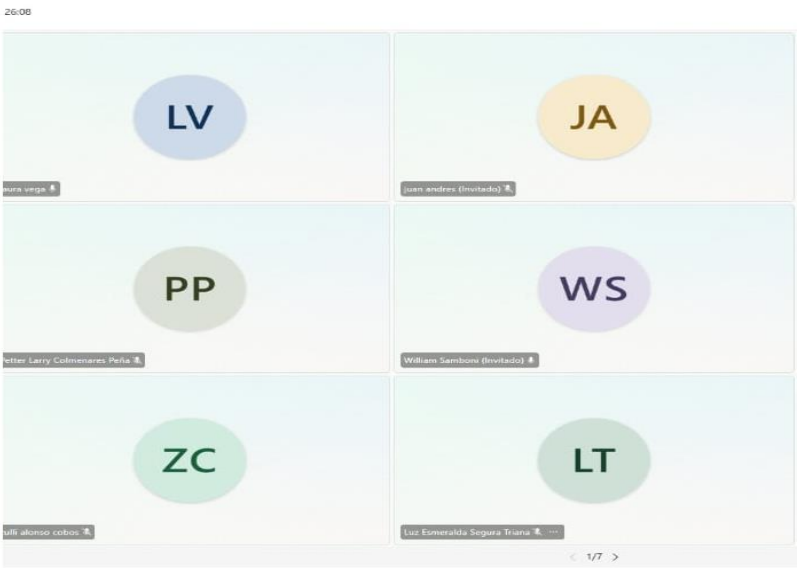 26:08
LV
JA
aura vega
juan andres (Invitado)
PP
WS
Petter Larry Colmenares Peña
William Samboni (Invitado)
ZC
LT
ulli alonso cobos
Luz Esmeralda Segura Triana ...
< 1/7 >